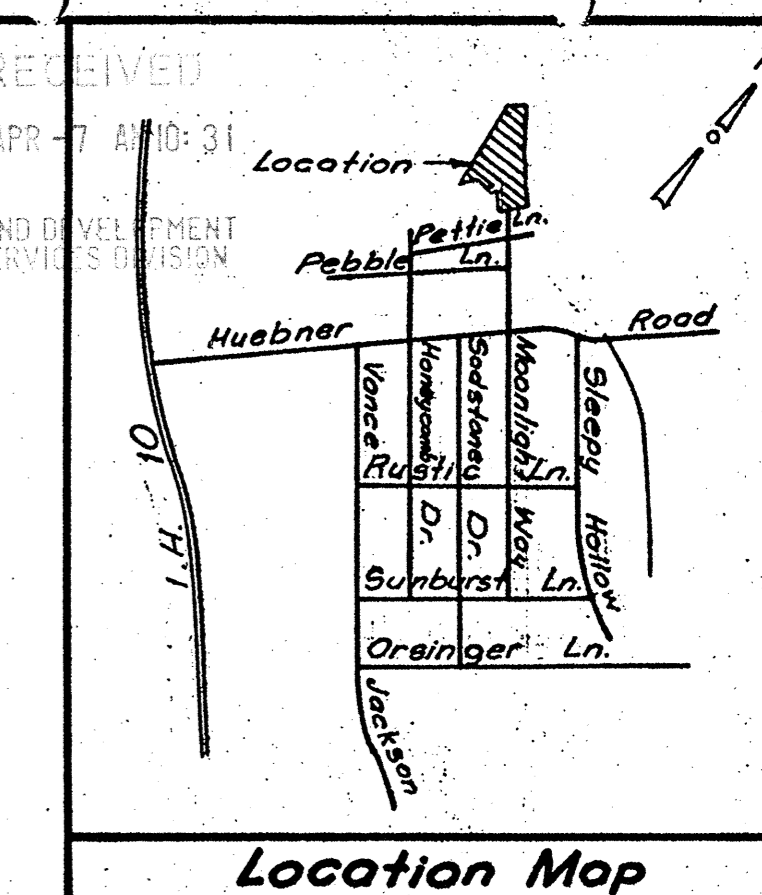 RECEIVED
APR -7 AM 10: 31
AND DEVELOPMENT
SERVICES DIVISION
Location
Pettie Ln.
Pebble Ln.
Huebner Road
Vance
Honeycomb Dr.
Sadstone Dr.
Moonlight Way
Sleepy Hollow
Rustic Ln.
Sunburst Ln.
Orsinger Ln.
Jackson
I.H. 10
Location Map